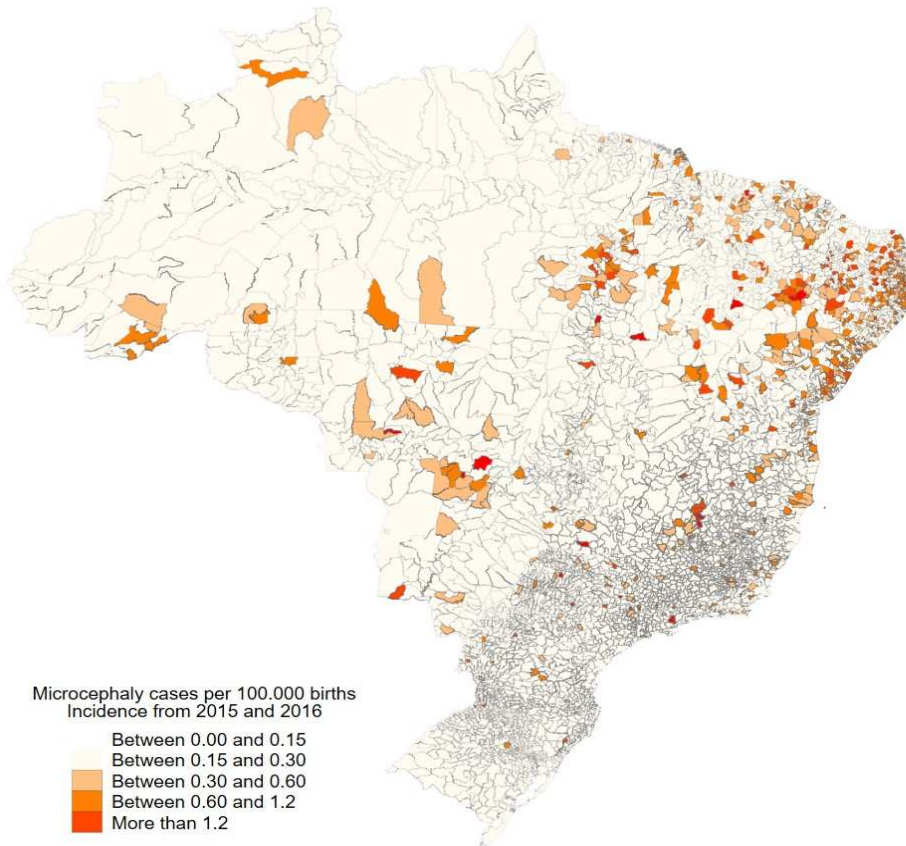 Microcephaly cases per 100.000 births
Incidence from 2015 and 2016
Between 0.00 and 0.15
Between 0.15 and 0.30
Between 0.30 and 0.60
Between 0.60 and 1.2
More than 1.2